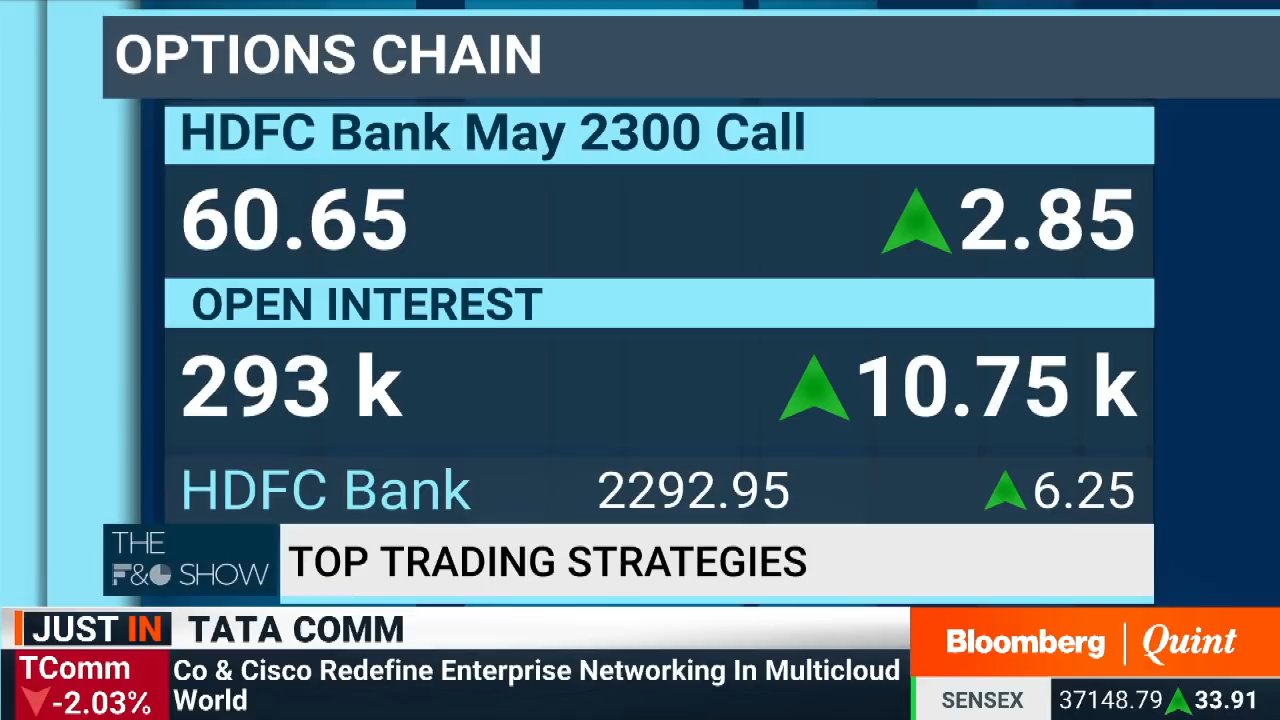 OPTIONS CHAIN
HDFC Bank May 2300 Call
60.65 2.85
OPEN INTEREST
293 k 10.75 k
HDFC Bank 2292.95 6.25
THE
F&O SHOW
TOP TRADING STRATEGIES
JUST IN TATA COMM
TComm
-2.03%
Co & Cisco Redefine Enterprise Networking In Multicloud
World
Bloomberg | Quint
SENSEX 37148.79 33.91